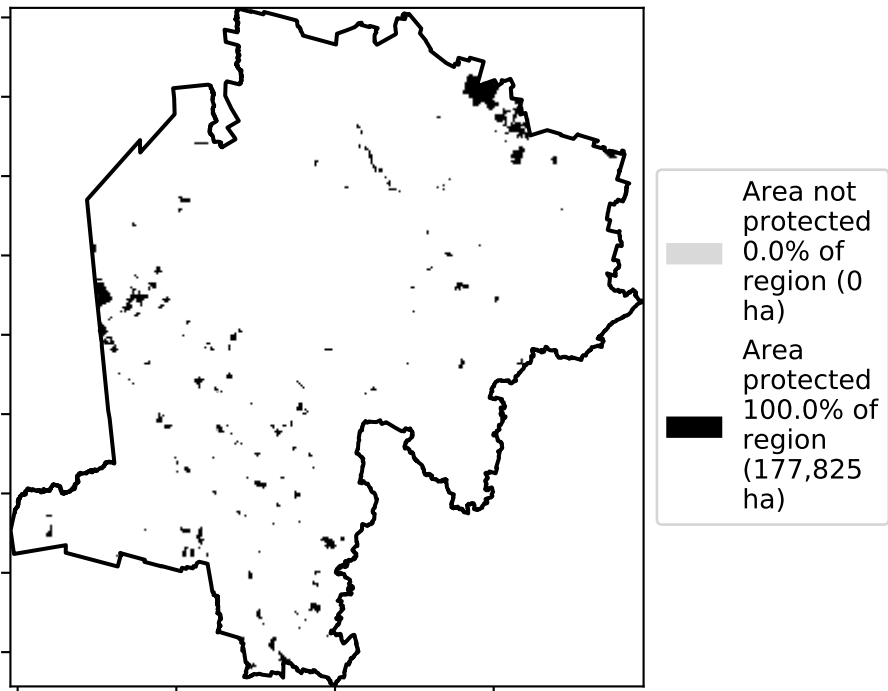 Area not
protected
0.0% of
region (0
ha)
Area
protected
100.0% of
region
(177,825
ha)